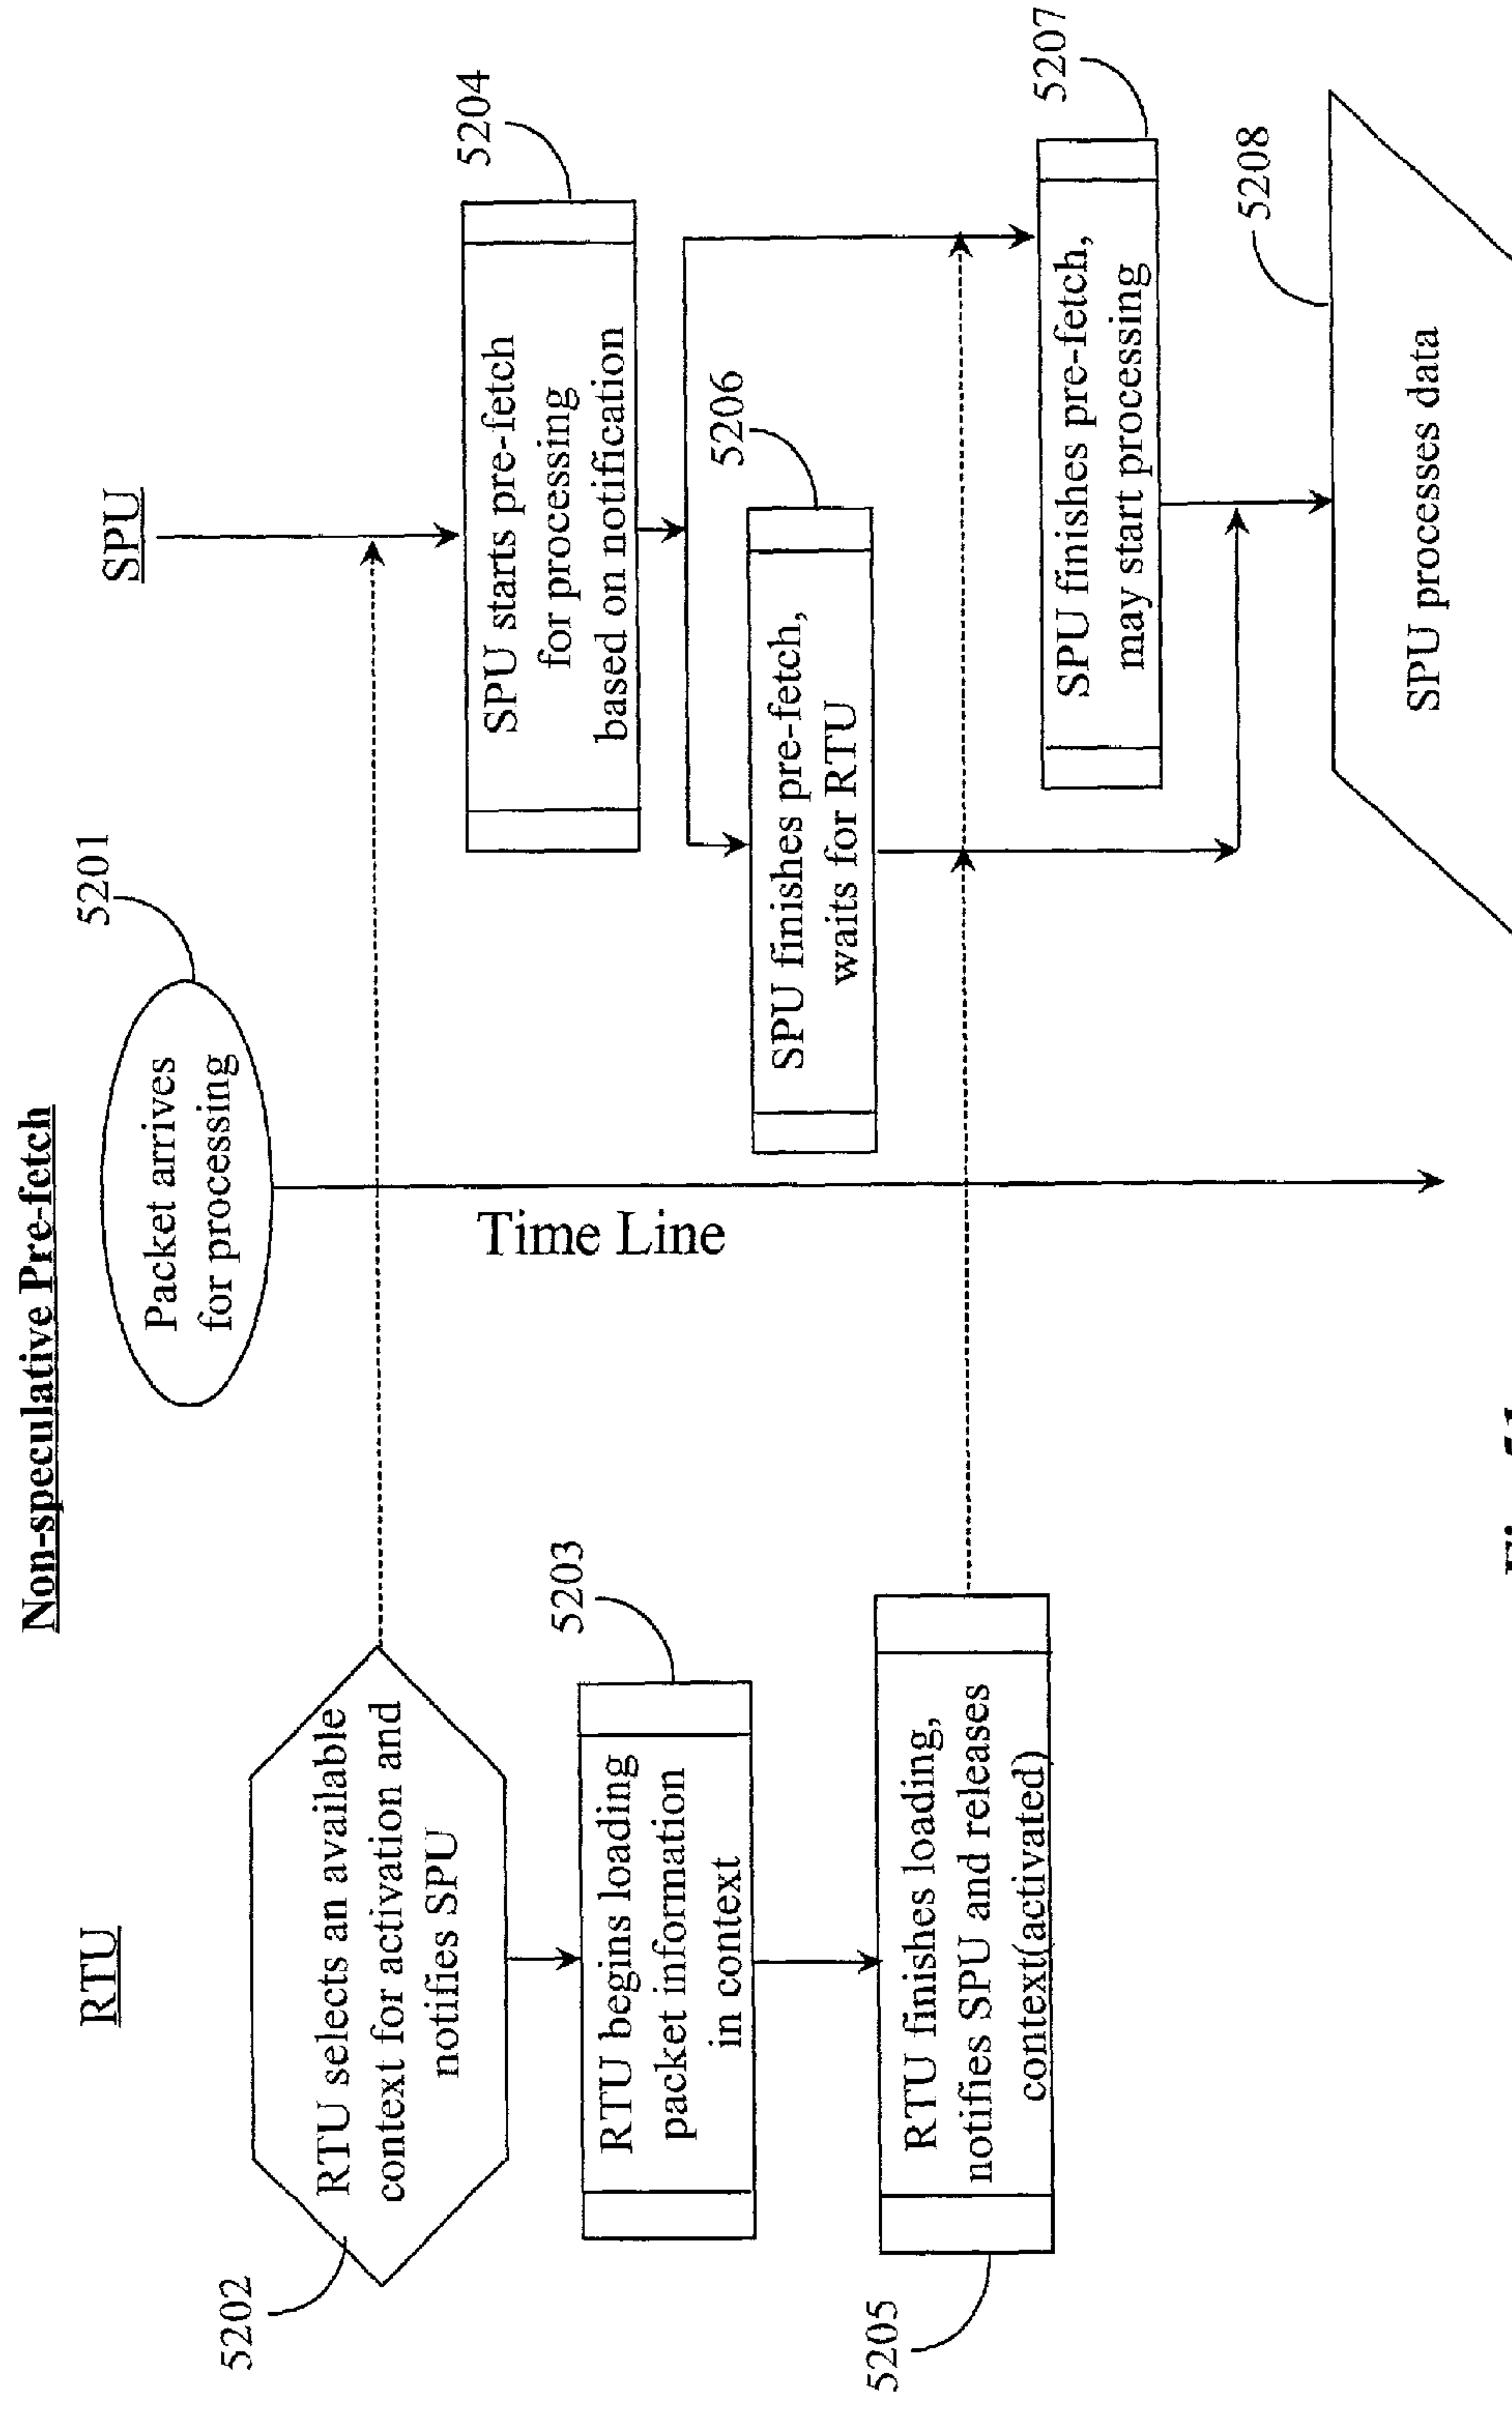 Non-speculative Pre-fetch
RTU
SPU
5201
Packet arrives
for processing
5202
RTU selects an available
context for activation and
notifies SPU
5204
SPU starts pre-fetch
for processing
based on notification
Time Line
5203
RTU begins loading
packet information
in context
5206
SPU finishes pre-fetch,
waits for RTU
5205
RTU finishes loading,
notifies SPU and releases
context(activated)
5207
SPU finishes pre-fetch,
may start processing
5208
SPU processes data